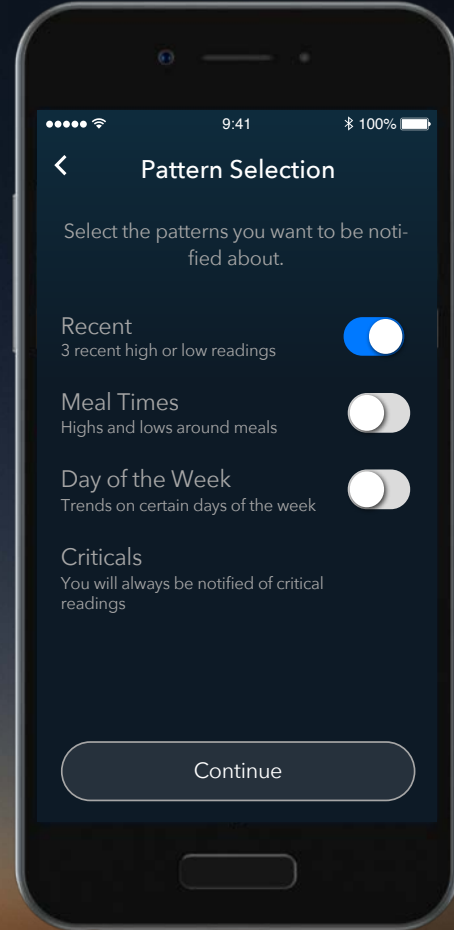 9:41
100%
Pattern Selection
Select the patterns you want to be noti-
fied about.
Recent
3 recent high or low readings
Meal Times
Highs and lows around meals
Day of the Week
Trends on certain days of the week
Criticals
You will always be notified of critical
readings
Continue